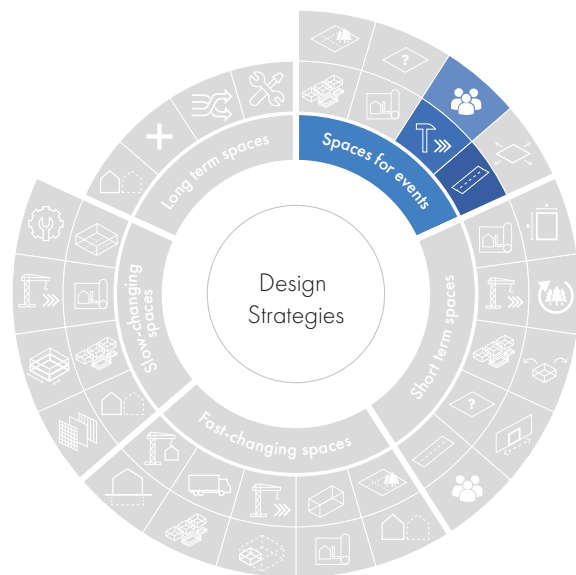 Design
Strategies
Long term spaces
Spaces for events
Short term spaces
Fast-changing spaces
Slow-changing
spaces
?
?